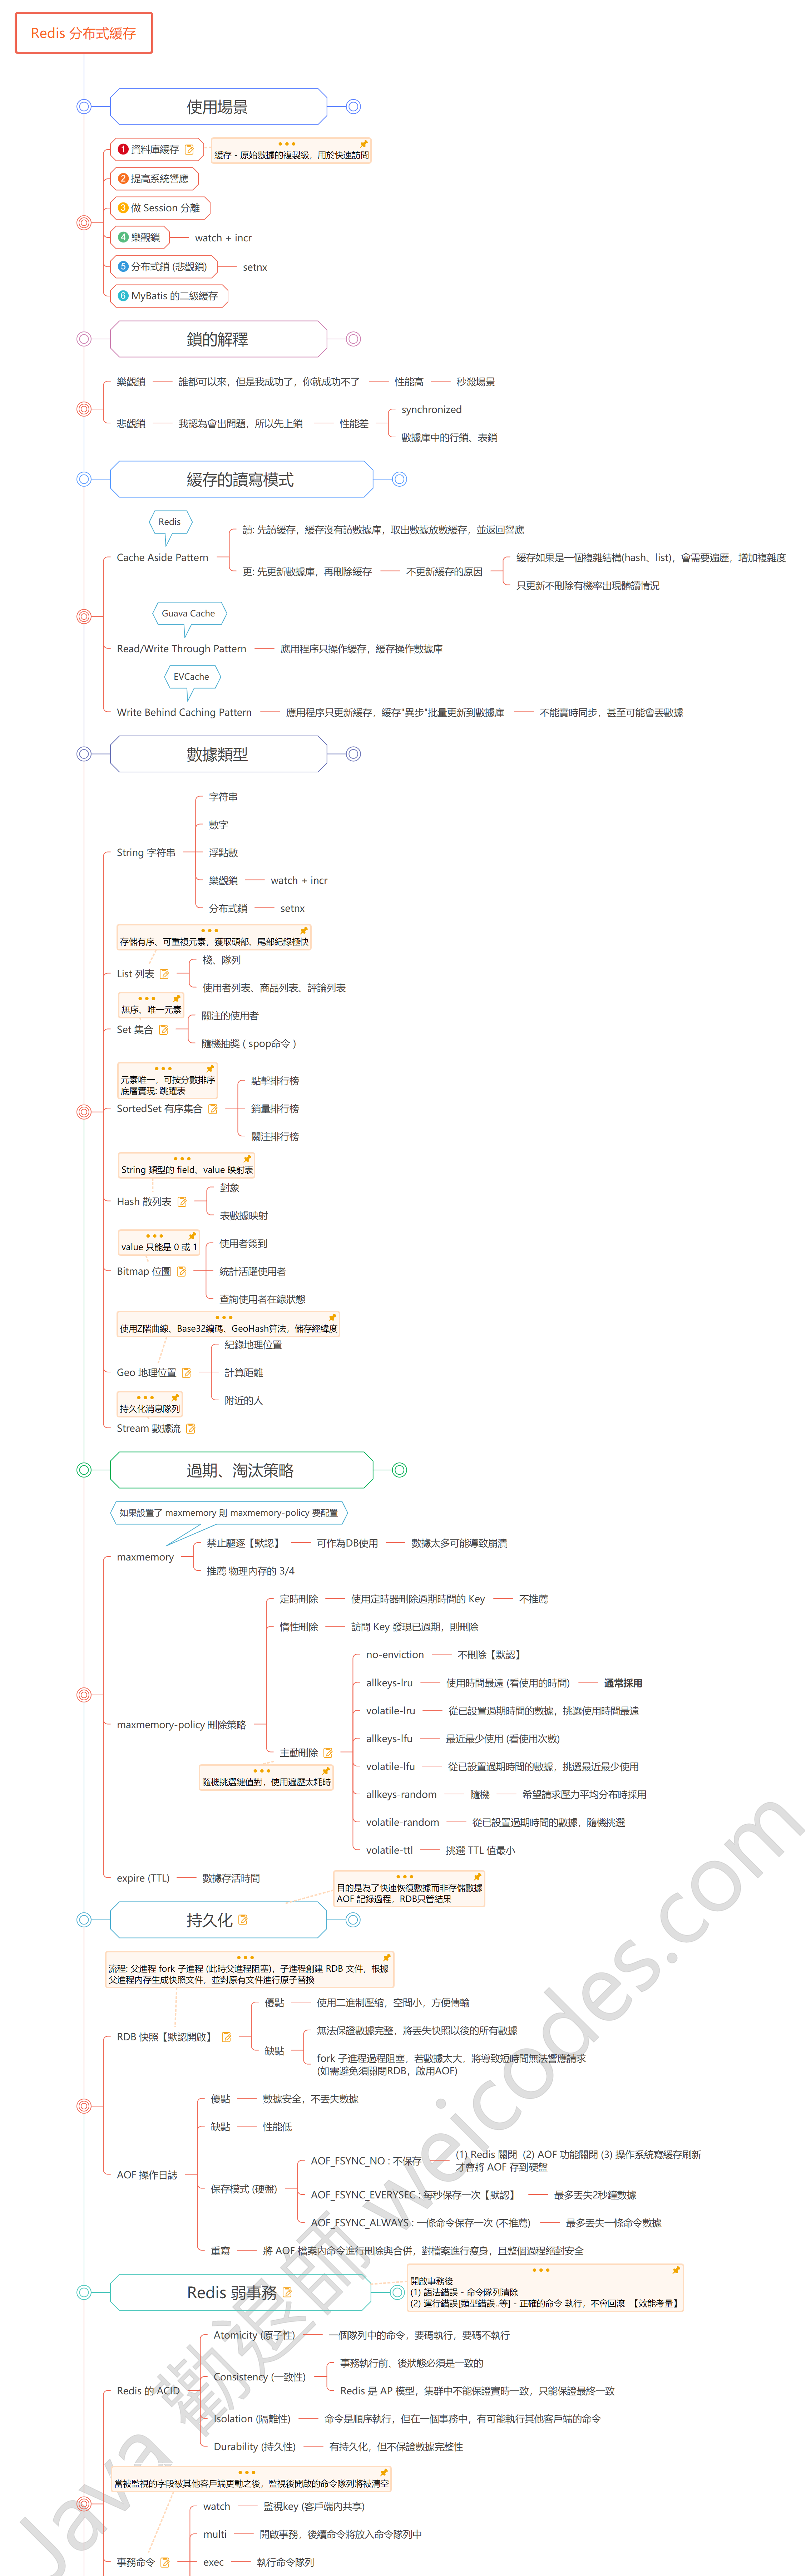 Redis 分布式緩存
使用場景
1 資料庫緩存
緩存 - 原始數據的複製級，用於快速訪問
2 提高系統響應
3 做 Session 分離
4 樂觀鎖
watch + incr
5 分布式鎖 (悲觀鎖)
setnx
6 MyBatis 的二級緩存
鎖的解釋
樂觀鎖
誰都可以來，但是我成功了，你就成功不了
性能高
秒殺場景
悲觀鎖
我認為會出問題，所以先上鎖
性能差
synchronized
數據庫中的行鎖、表鎖
緩存的讀寫模式
Redis
Cache Aside Pattern
讀: 先讀緩存，緩存沒有讀數據庫，取出數據放數緩存，並返回響應
更: 先更新數據庫，再刪除緩存
不更新緩存的原因
緩存如果是一個複雜結構(hash、list)，會需要遍歷，增加複雜度
只更新不刪除有機率出現髒讀情況
Guava Cache
Read/Write Through Pattern
應用程序只操作緩存，緩存操作數據庫
EVCache
Write Behind Caching Pattern
應用程序只更新緩存，緩存"異步"批量更新到數據庫
不能實時同步，甚至可能會丟數據
數據類型
String 字符串
字符串
數字
浮點數
樂觀鎖
watch + incr
分布式鎖
setnx
存儲有序、可重複元素，獲取頭部、尾部紀錄極快
List 列表
棧、隊列
使用者列表、商品列表、評論列表
無序、唯一元素
Set 集合
關注的使用者
隨機抽獎 ( spop命令 )
元素唯一，可按分數排序
底層實現: 跳躍表
SortedSet 有序集合
點擊排行榜
銷量排行榜
關注排行榜
String 類型的 field、value 映射表
Hash 散列表
對象
表數據映射
value 只能是 0 或 1
Bitmap 位圖
使用者簽到
統計活躍使用者
查詢使用者在線狀態
使用Z階曲線、Base32編碼、GeoHash算法，儲存經緯度
Geo 地理位置
紀錄地理位置
計算距離
附近的人
持久化消息隊列
Stream 數據流
過期、淘汰策略
如果設置了 maxmemory 則 maxmemory-policy 要配置
maxmemory
禁止驅逐【默認】
可作為DB使用
數據太多可能導致崩潰
推薦 物理內存的 3/4
maxmemory-policy 刪除策略
定時刪除
使用定時器刪除過期時間的 Key
不推薦
惰性刪除
訪問 Key 發現已過期，則刪除
主動刪除
隨機挑選鍵值對，使用遍歷太耗時
no-enviction
不刪除【默認】
allkeys-lru
使用時間最遠 (看使用的時間)
通常採用
volatile-lru
從已設置過期時間的數據，挑選使用時間最遠
allkeys-lfu
最近最少使用 (看使用次數)
volatile-lfu
從已設置過期時間的數據，挑選最近最少使用
allkeys-random
隨機
希望請求壓力平均分布時採用
volatile-random
從已設置過期時間的數據，隨機挑選
volatile-ttl
挑選 TTL 值最小
expire (TTL)
數據存活時間
持久化
目的是為了快速恢復數據而非存儲數據
AOF 記錄過程，RDB只管結果
流程: 父進程 fork 子進程 (此時父進程阻塞)，子進程創建 RDB 文件，根據
父進程內存生成快照文件，並對原有文件進行原子替換
RDB 快照【默認開啟】
優點
使用二進制壓縮，空間小，方便傳輸
缺點
無法保證數據完整，將丟失快照以後的所有數據
fork 子進程過程阻塞，若數據太大，將導致短時間無法響應請求
(如需避免須關閉RDB，啟用AOF)
AOF 操作日誌
優點
數據安全，不丟失數據
缺點
性能低
保存模式 (硬盤)
AOF_FSYNC_NO : 不保存
(1) Redis 關閉 (2) AOF 功能關閉 (3) 操作系統寫緩存刷新
才會將 AOF 存到硬盤
AOF_FSYNC_EVERYSEC : 每秒保存一次【默認】
最多丟失2秒鐘數據
AOF_FSYNC_ALWAYS : 一條命令保存一次 (不推薦)
最多丟失一條命令數據
重寫
將 AOF 檔案內命令進行刪除與合併，對檔案進行瘦身，且整個過程絕對安全
Redis 弱事務
開啟事務後
(1) 語法錯誤 - 命令隊列清除
(2) 運行錯誤[類型錯誤..等] - 正確的命令 執行，不會回滾 【效能考量】
Redis 的 ACID
Atomicity (原子性)
一個隊列中的命令，要碼執行，要碼不執行
Consistency (一致性)
事務執行前、後狀態必須是一致的
Redis 是 AP 模型，集群中不能保證實時一致，只能保證最終一致
Isolation (隔離性)
命令是順序執行，但在一個事務中，有可能執行其他客戶端的命令
Durability (持久性)
有持久化，但不保證數據完整性
當被監視的字段被其他客戶端更動之後，監視後開啟的命令隊列將被清空
事務命令
watch
監視key (客戶端內共享)
multi
開啟事務，後續命令將放入命令隊列中
exec
執行命令隊列
Java 勸退師 weicodes.com